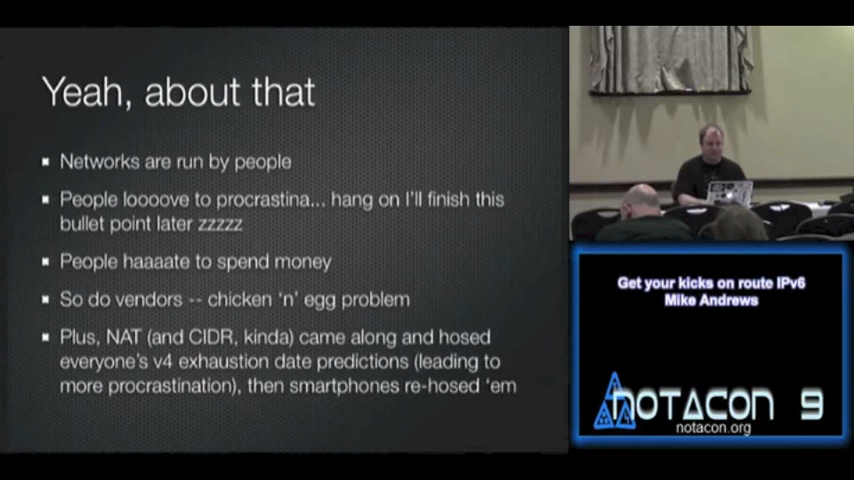 Yeah, about that
Networks are run by people
People loooove to procrastina... hang on I'll finish this
bullet point later zzzzz
People haaaate to spend money
So do vendors -- chicken 'n' egg problem
Plus, NAT (and CIDR, kinda) came along and hosed
everyone's v4 exhaustion date predictions (leading to
more procrastination), then smartphones re-hosed 'em
Get your kicks on route IPv6
Mike Andrews
NOTACON 9
notacon.org